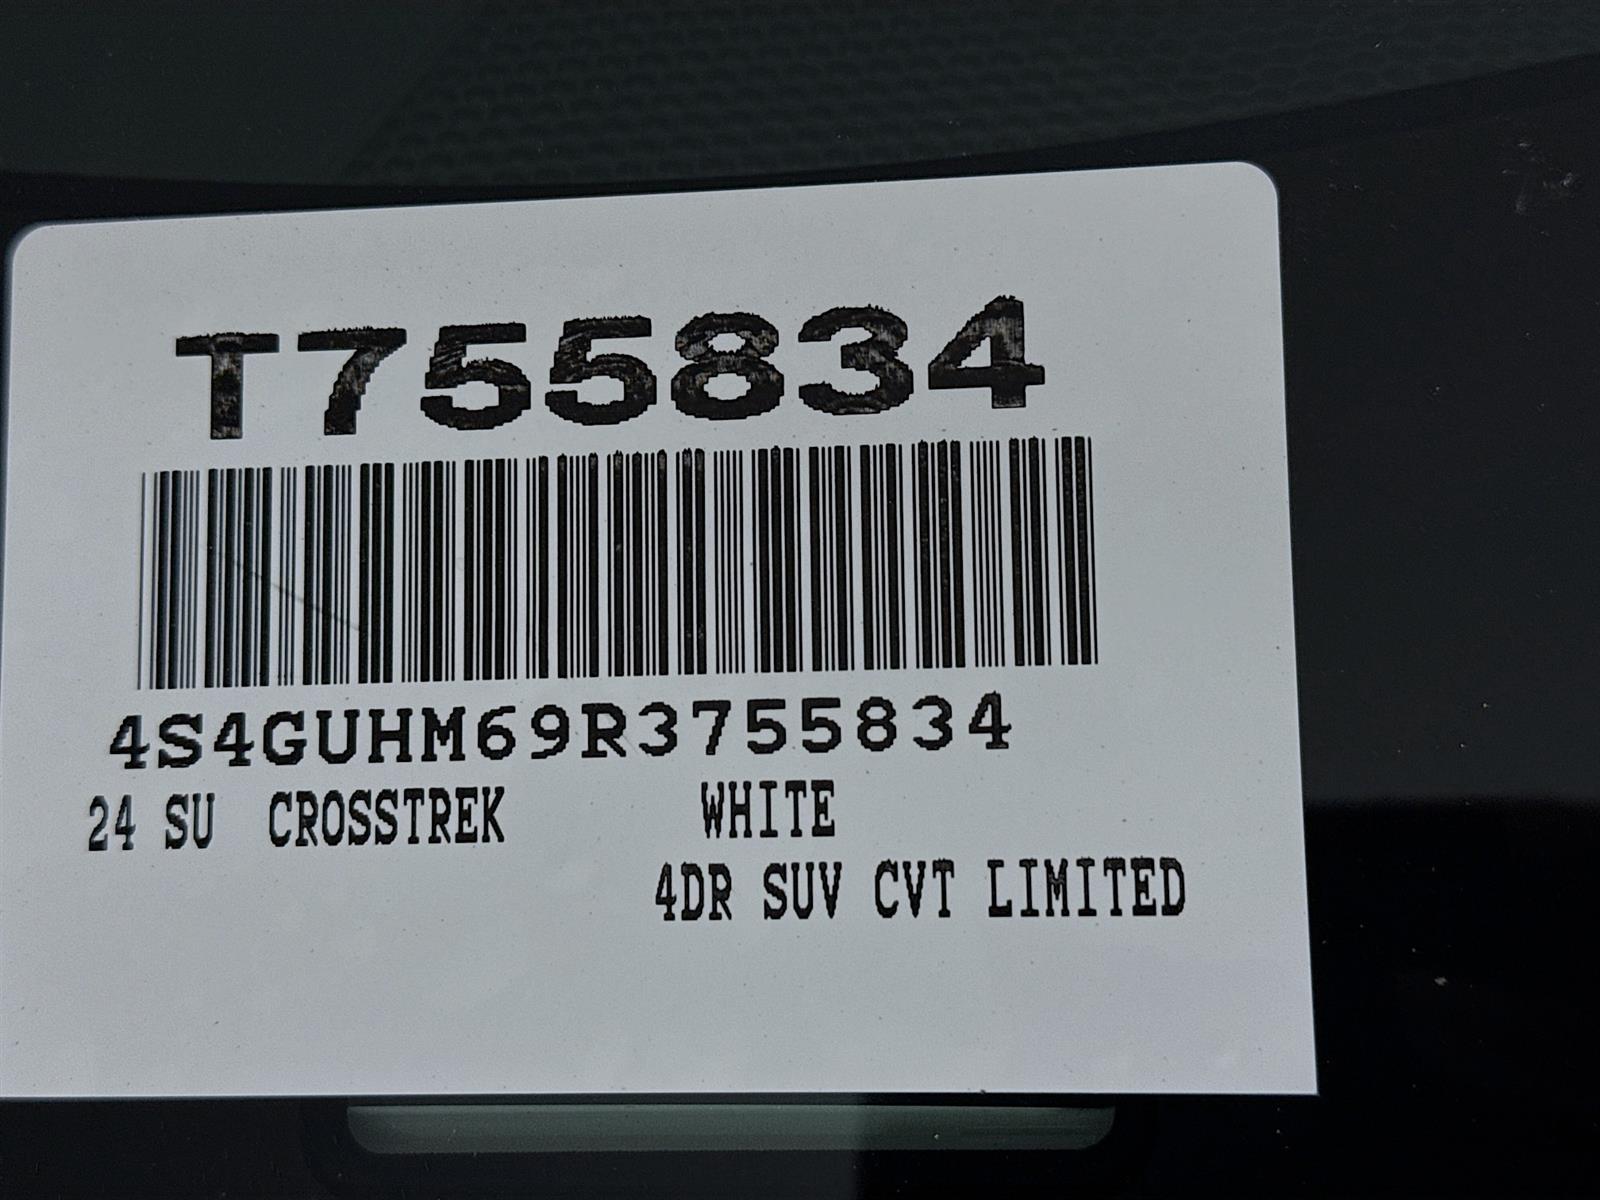 T755834
4S4GUHM69R3755834
24 SU CROSSTREK WHITE
4DR SUV CVT LIMITED